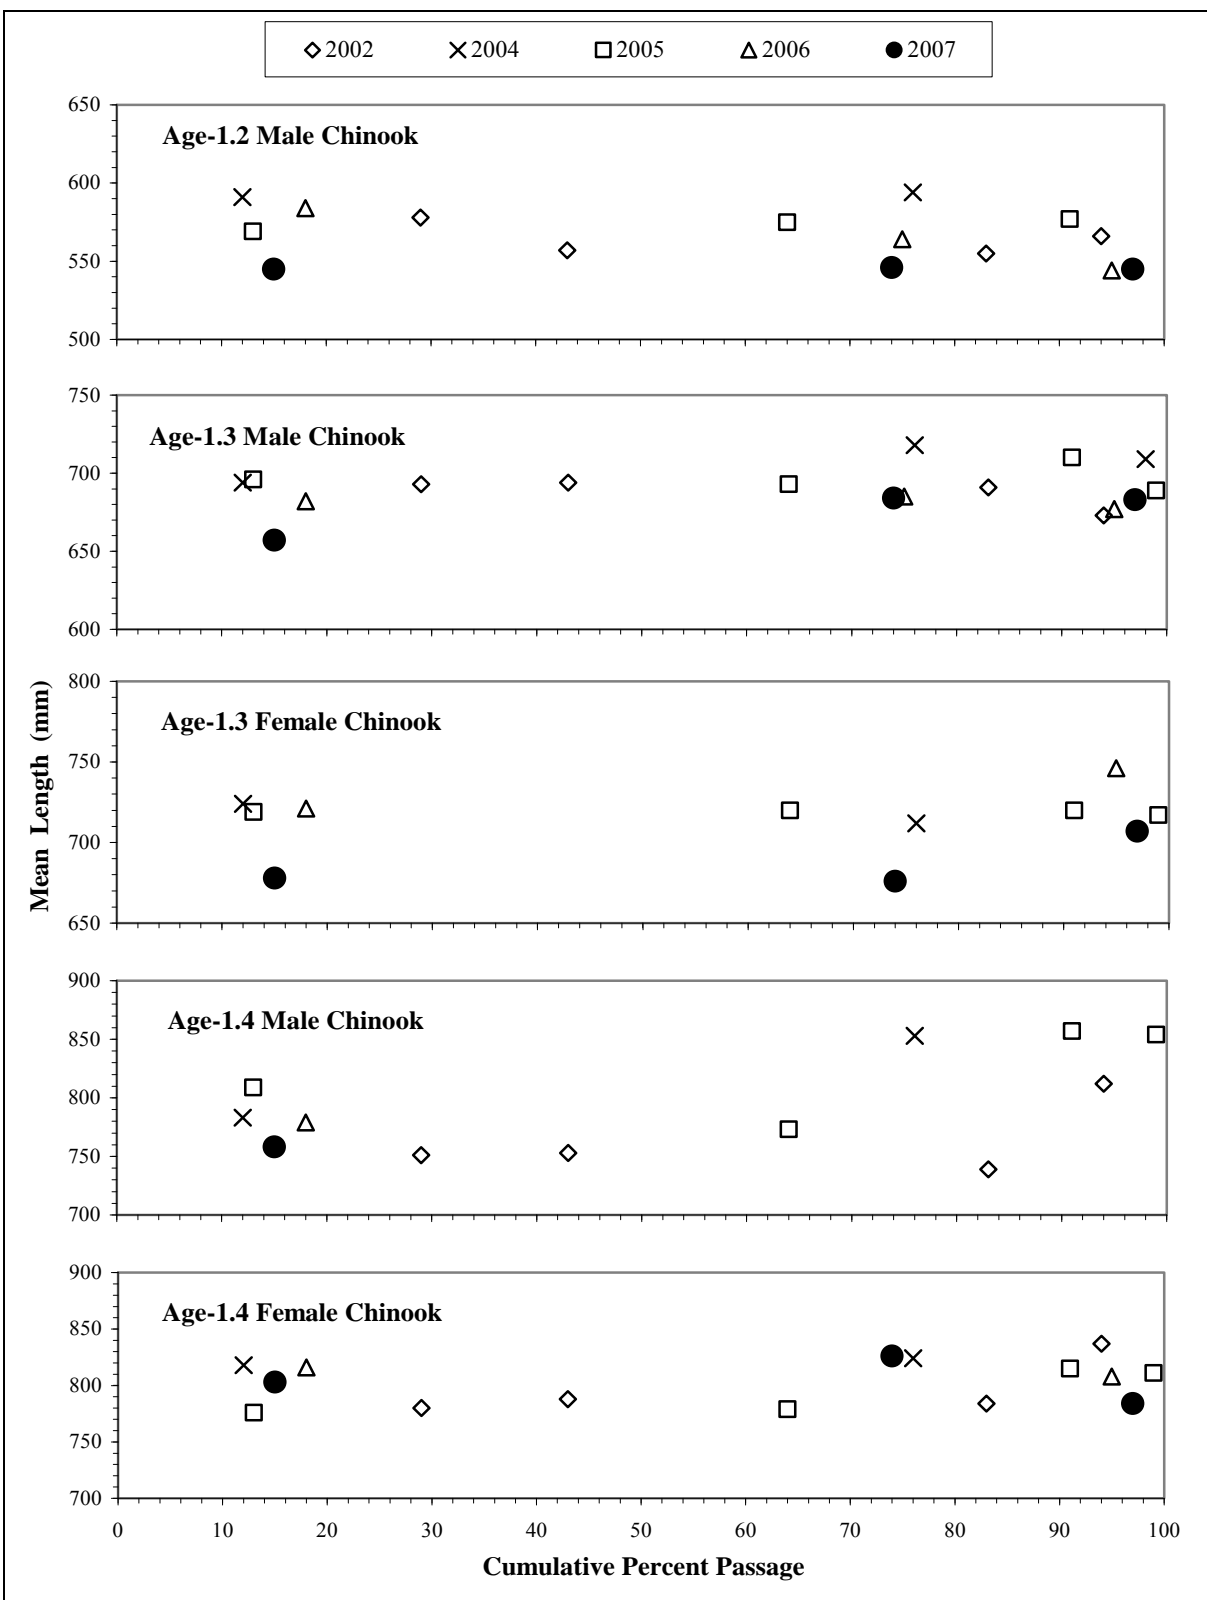 2002 2004 2005 2006 2007
650
Age-1.2 Male Chinook
600
550
500
750
Age-1.3 Male Chinook
700
650
600
800
Age-1.3 Female Chinook
750
700
650
Mean Length (mm)
900
Age-1.4 Male Chinook
850
800
750
700
900
Age-1.4 Female Chinook
850
800
750
700
0 10 20 30 40 50 60 70 80 90 100
Cumulative Percent Passage